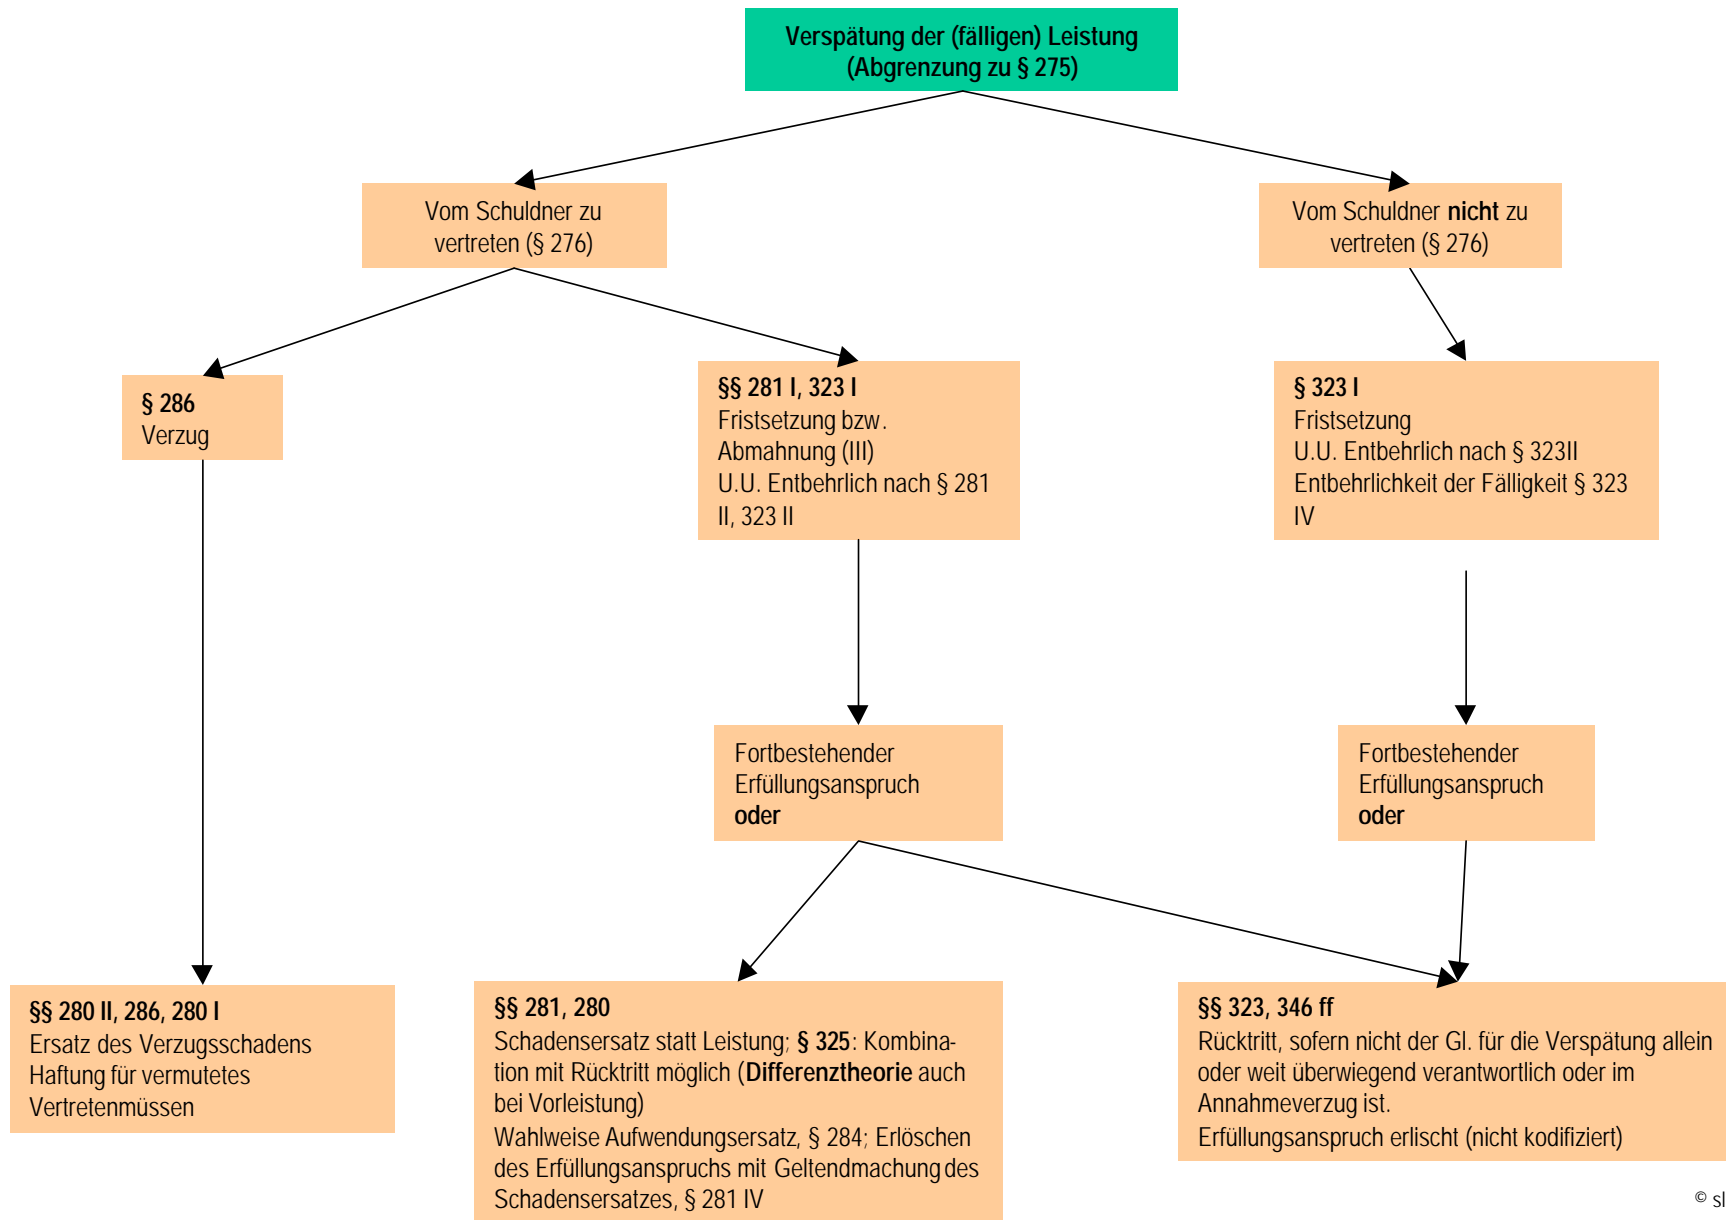 Verspätung der (fälligen) Leistung
(Abgrenzung zu § 275)
Vom Schuldner zu
vertreten (§ 276)
Vom Schuldner nicht zu
vertreten (§ 276)
§ 286
Verzug
§§ 281 I, 323 I
Fristsetzung bzw.
Abmahnung (III)
U.U. Entbehrlich nach § 281
II, 323 II
§ 323 I
Fristsetzung
U.U. Entbehrlich nach § 323II
Entbehrlichkeit der Fälligkeit § 323
IV
Fortbestehender
Erfüllungsanspruch
oder
Fortbestehender
Erfüllungsanspruch
oder
§§ 280 II, 286, 280 I
Ersatz des Verzugsschadens
Haftung für vermutetes
Vertretenmüssen
§§ 281, 280
Schadensersatz statt Leistung; § 325: Kombina-
tion mit Rücktritt möglich (Differenztheorie auch
bei Vorleistung)
Wahlweise Aufwendungsersatz, § 284; Erlöschen
des Erfüllungsanspruchs mit Geltendmachung des
Schadensersatzes, § 281 IV
§§ 323, 346 ff
Rücktritt, sofern nicht der Gl. für die Verspätung allein
oder weit überwiegend verantwortlich oder im
Annahmeverzug ist.
Erfüllungsanspruch erlischt (nicht kodifiziert)
© sl